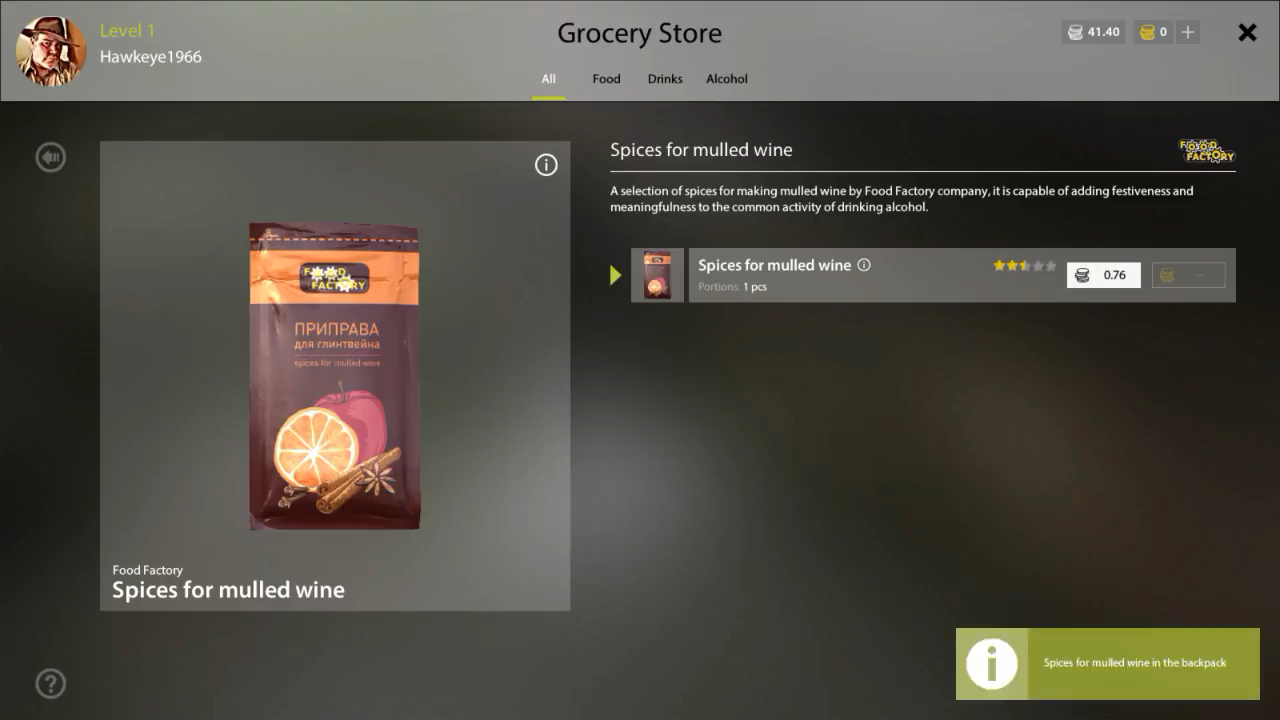 Level 1
Hawkeye1966
Grocery Store
41.40
0
All
Food
Drinks
Alcohol
FOOD
FACTORY
ПРИПРАВА
для глинтвейна
spices for mulled wine
Food Factory
Spices for mulled wine
Spices for mulled wine
FOOD
FACTORY
A selection of spices for making mulled wine by Food Factory company, it is capable of adding festiveness and
meaningfulness to the common activity of drinking alcohol.
Spices for mulled wine
Portions: 1 pcs
0.76
Spices for mulled wine in the backpack